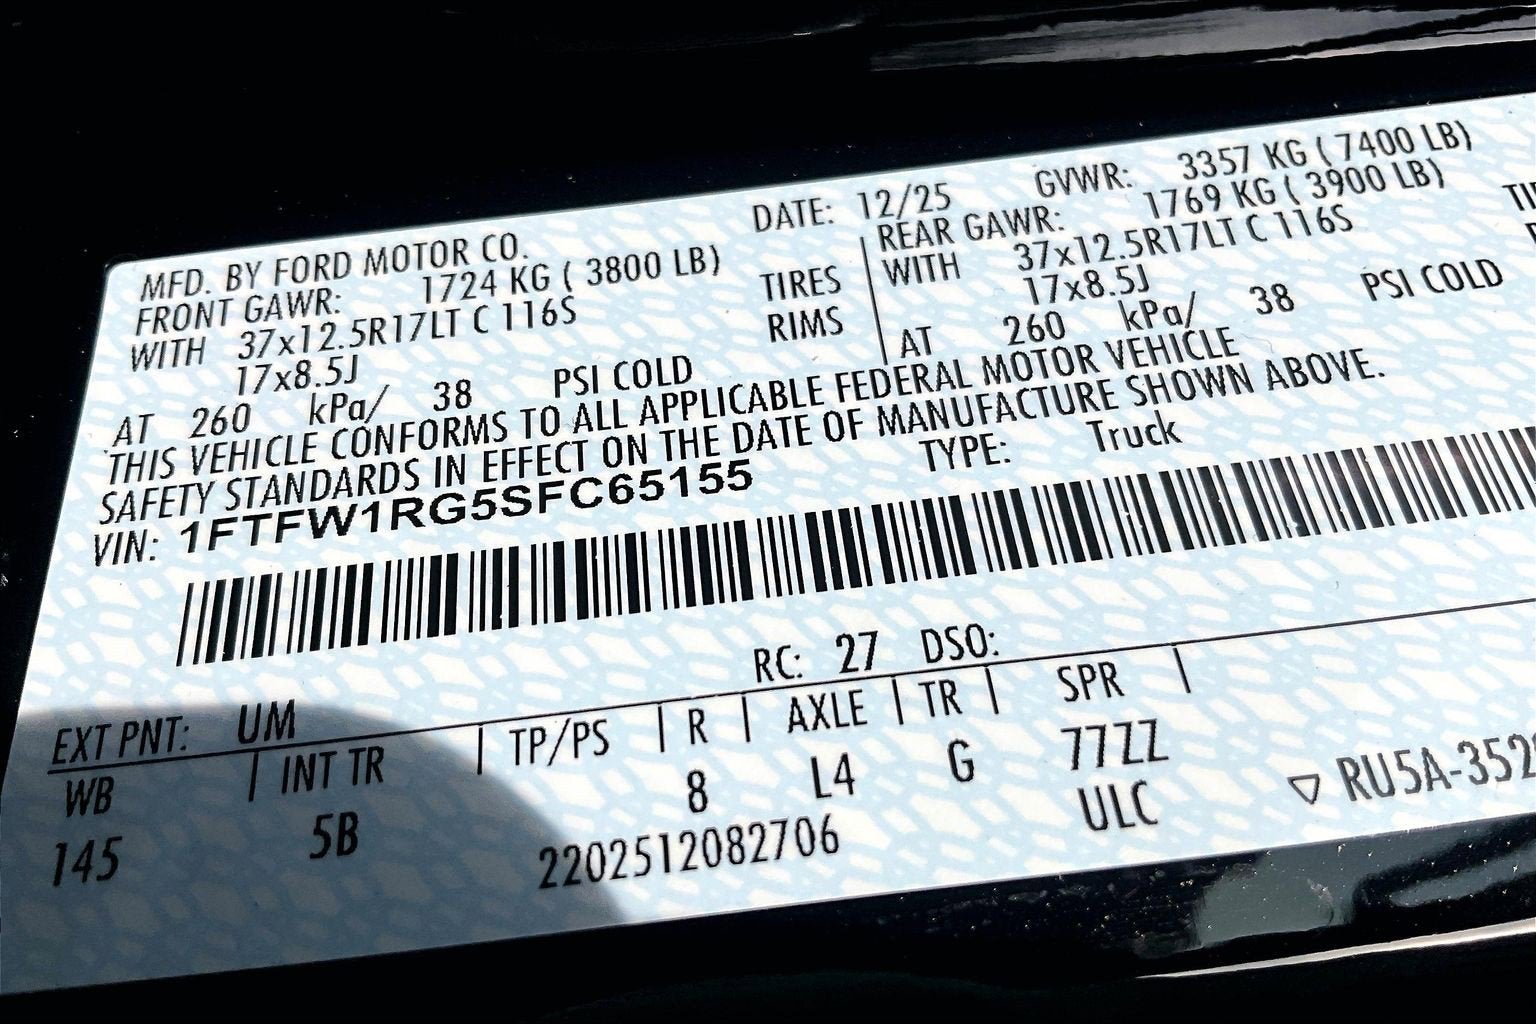 MFD. BY FORD MOTOR CO.
DATE: 12/25
GVWR: 3357 KG ( 7400 LB)
FRONT GAWR: 1724 KG ( 3800 LB)
REAR GAWR: 1769 KG ( 3900 LB)
WITH 37x12.5R17LT C 116S
TIRES
WITH 37x12.5R17LT C 116S
17x8.5J
RIMS
17x8.5J
AT 260 kPa/ 38 PSI COLD
AT 260 kPa/ 38 PSI COLD
THIS VEHICLE CONFORMS TO ALL APPLICABLE FEDERAL MOTOR VEHICLE
SAFETY STANDARDS IN EFFECT ON THE DATE OF MANUFACTURE SHOWN ABOVE.
VIN: 1FTFW1RG5SFC65155
TYPE: Truck
RC: 27 DSO:
EXT PNT: UM
WB | INT TR | TP/PS | R | AXLE | TR | SPR |
145 5B 8 L4 G 77ZZ
2202512082706 ULC
RU5A-352